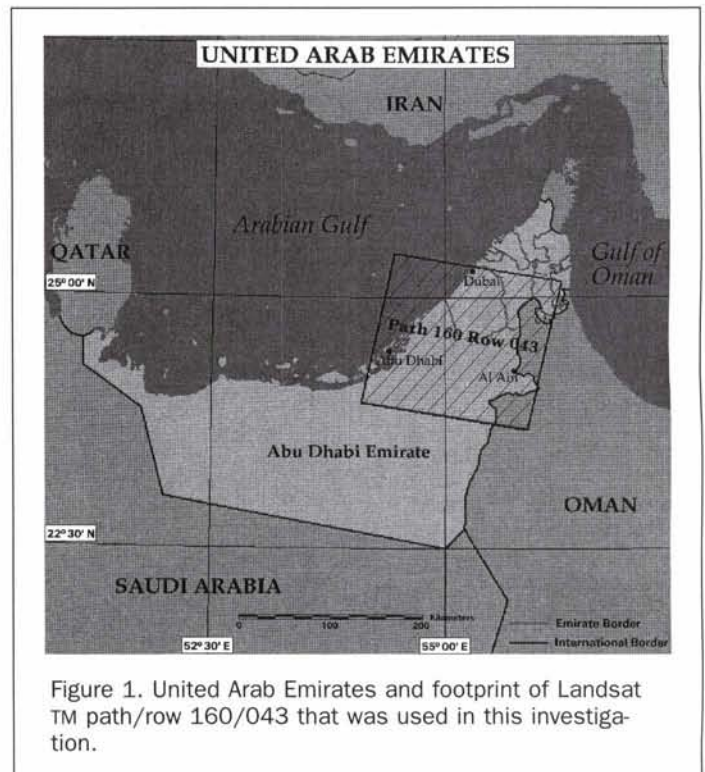 UNITED ARAB EMIRATES
IRAN
Arabian Gulf
QATAR
Gulf of
Oman
25° 00' N
Dubai
Path 160 Row 043
Abu Dhabi
Al Ain
Abu Dhabi Emirate
OMAN
22° 30' N
SAUDI ARABIA
Kilometers
0 100 200
Emirate Border
International Border
52° 30' E
55° 00' E
Figure 1. United Arab Emirates and footprint of Landsat
TM path/row 160/043 that was used in this investiga-
tion.